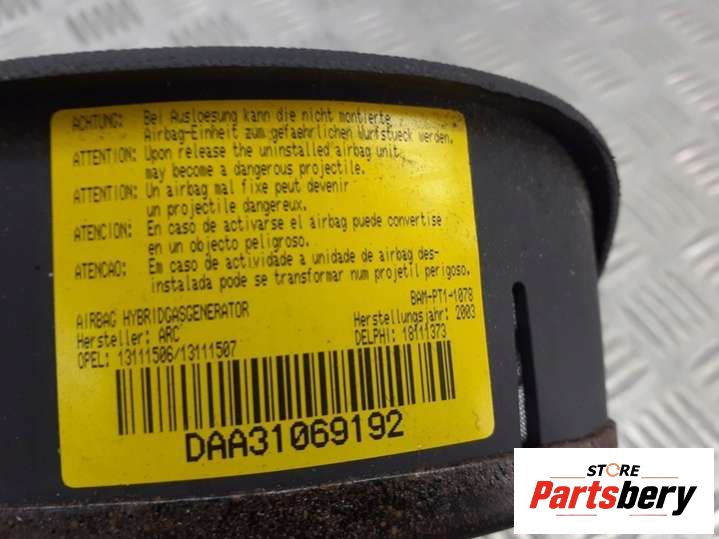 ACHTUNG: Bei Ausloesung kann die nicht montierte
Airbag-Einheit zum gefaehrlichen Wurfstueck werden.
ATTENTION: Upon release the uninstalled airbag unit
may become a dangerous projectile.
ATTENTION: Un airbag mal fixe peut devenir
un projectile dangereux.
ATENCION: En caso de activarse el airbag puede convertise
en un objecto peligroso.
ATENCAO: Em caso de actividade a unidade de airbag des-
instalada pode se transformar num projetil perigoso.
AIRBAG HYBRIDGASGENERATOR BAM-PT1-1078
Hersteller: ARC Herstellungsjahr: 2003
OPEL: 13111506/13111507 DELPHI: 18111373
DAA31069192
STORE
Partsbery